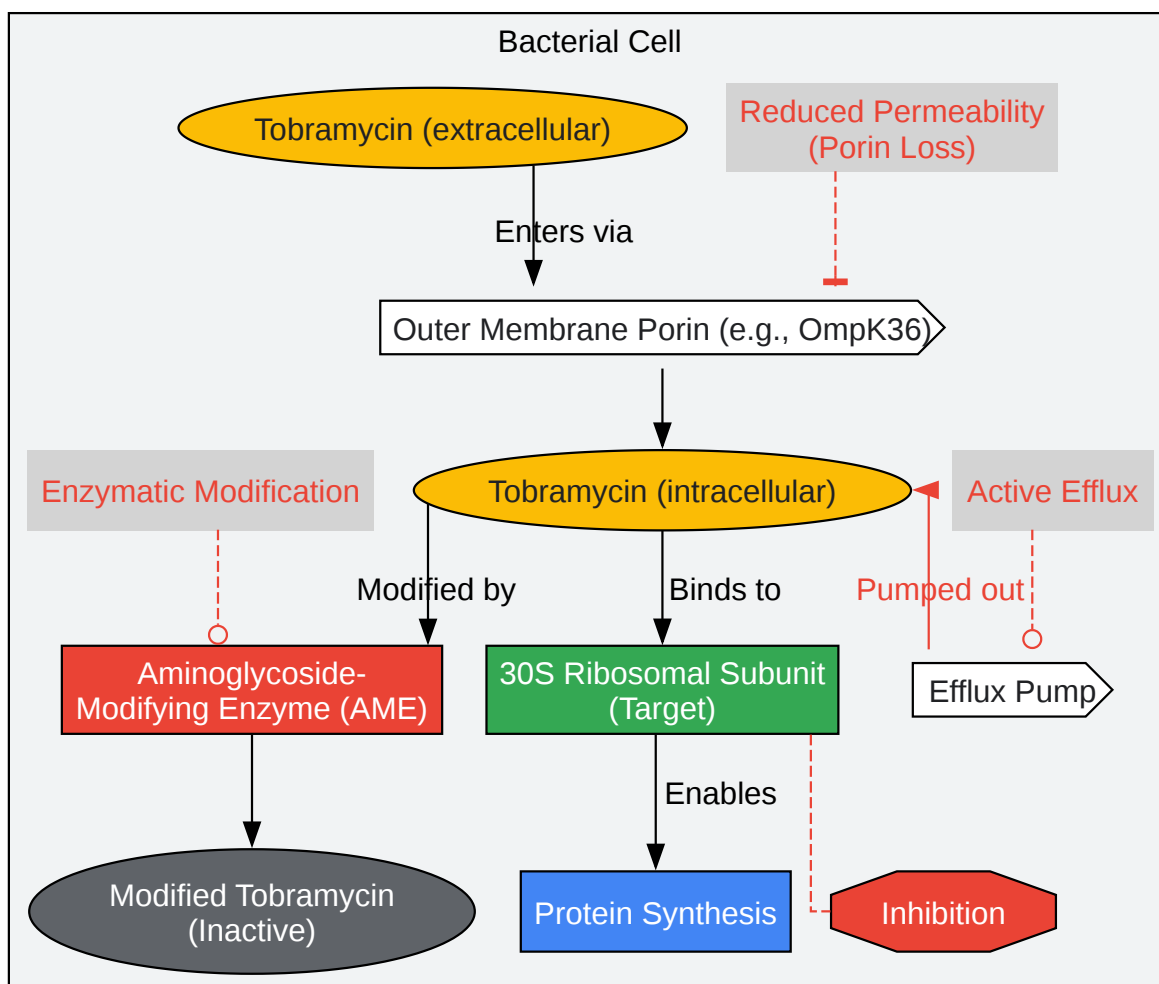 Bacterial Cell
Tobramycin (extracellular)
Reduced Permeability
(Porin Loss)
Enters via
Outer Membrane Porin (e.g., OmpK36)
Enzymatic Modification
Tobramycin (intracellular)
Active Efflux
Modified by
Binds to
Pumped out
Aminoglycoside-
Modifying Enzyme (AME)
30S Ribosomal Subunit
(Target)
Efflux Pump
Enables
Modified Tobramycin
(Inactive)
Protein Synthesis
Inhibition